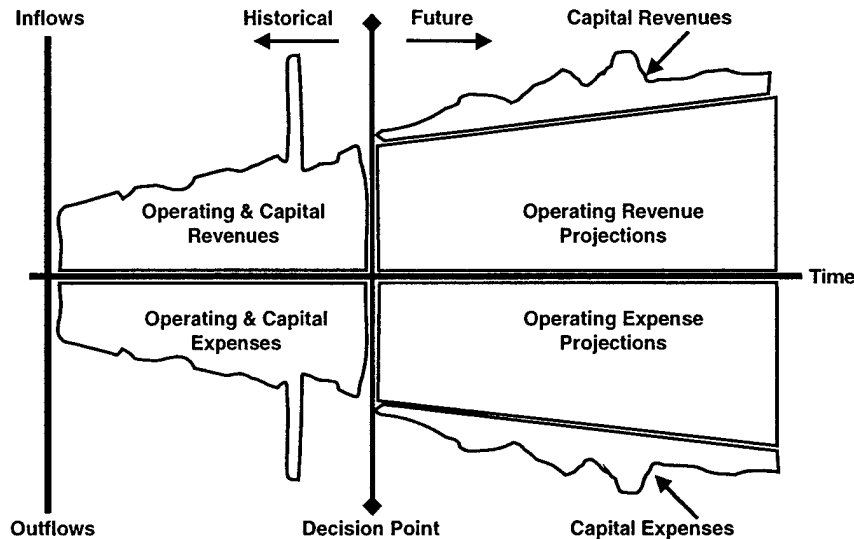 Inflows
Historical
Future
Capital Revenues
Operating & Capital
Revenues
Operating Revenue
Projections
Time
Operating & Capital
Expenses
Operating Expense
Projections
Outflows
Decision Point
Capital Expenses